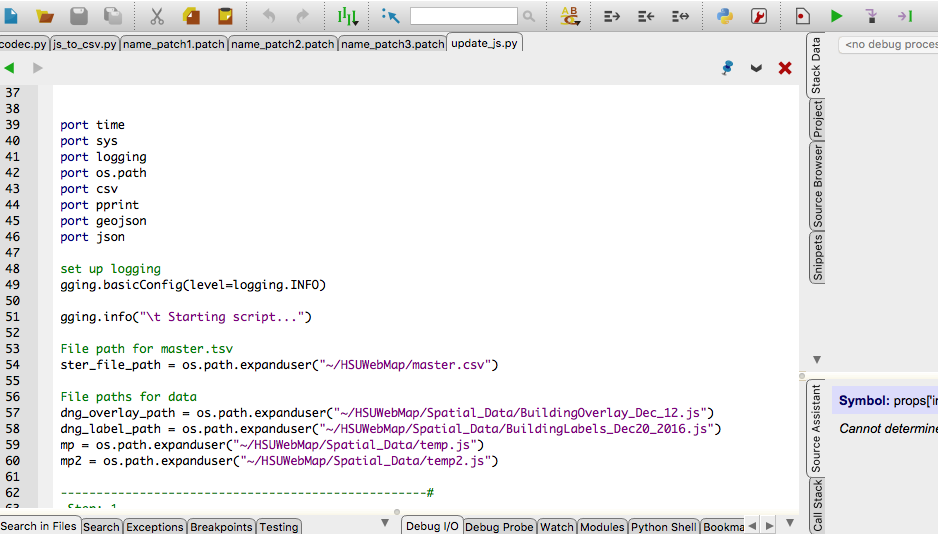 <no debug proces
codec.py js_to_csv.py name_patch1.patch name_patch2.patch name_patch3.patch update_js.py
Stack Data
Project
Source Browser
Snippets
37
38
39 port time
40 port sys
41 port logging
42 port os.path
43 port csv
44 port pprint
45 port geojson
46 port json
47
48 set up logging
49 gging.basicConfig(level=logging.INFO)
50
51 gging.info("\t Starting script...")
52
53 File path for master.tsv
54 ster_file_path = os.path.expanduser("~/HSUWebMap/master.csv")
55
56 File paths for data
57 dng_overlay_path = os.path.expanduser("~/HSUWebMap/Spatial_Data/BuildingOverlay_Dec_12.js")
58 dng_label_path = os.path.expanduser("~/HSUWebMap/Spatial_Data/BuildingLabels_Dec20_2016.js")
59 mp = os.path.expanduser("~/HSUWebMap/Spatial_Data/temp.js")
60 mp2 = os.path.expanduser("~/HSUWebMap/Spatial_Data/temp2.js")
61
62 ---------------------------------------------------#
63 Step: 1
Source Assistant
Call Stack
Symbol: props['in
Cannot determine
Search in Files Search Exceptions Breakpoints Testing
Debug I/O Debug Probe Watch Modules Python Shell Bookma